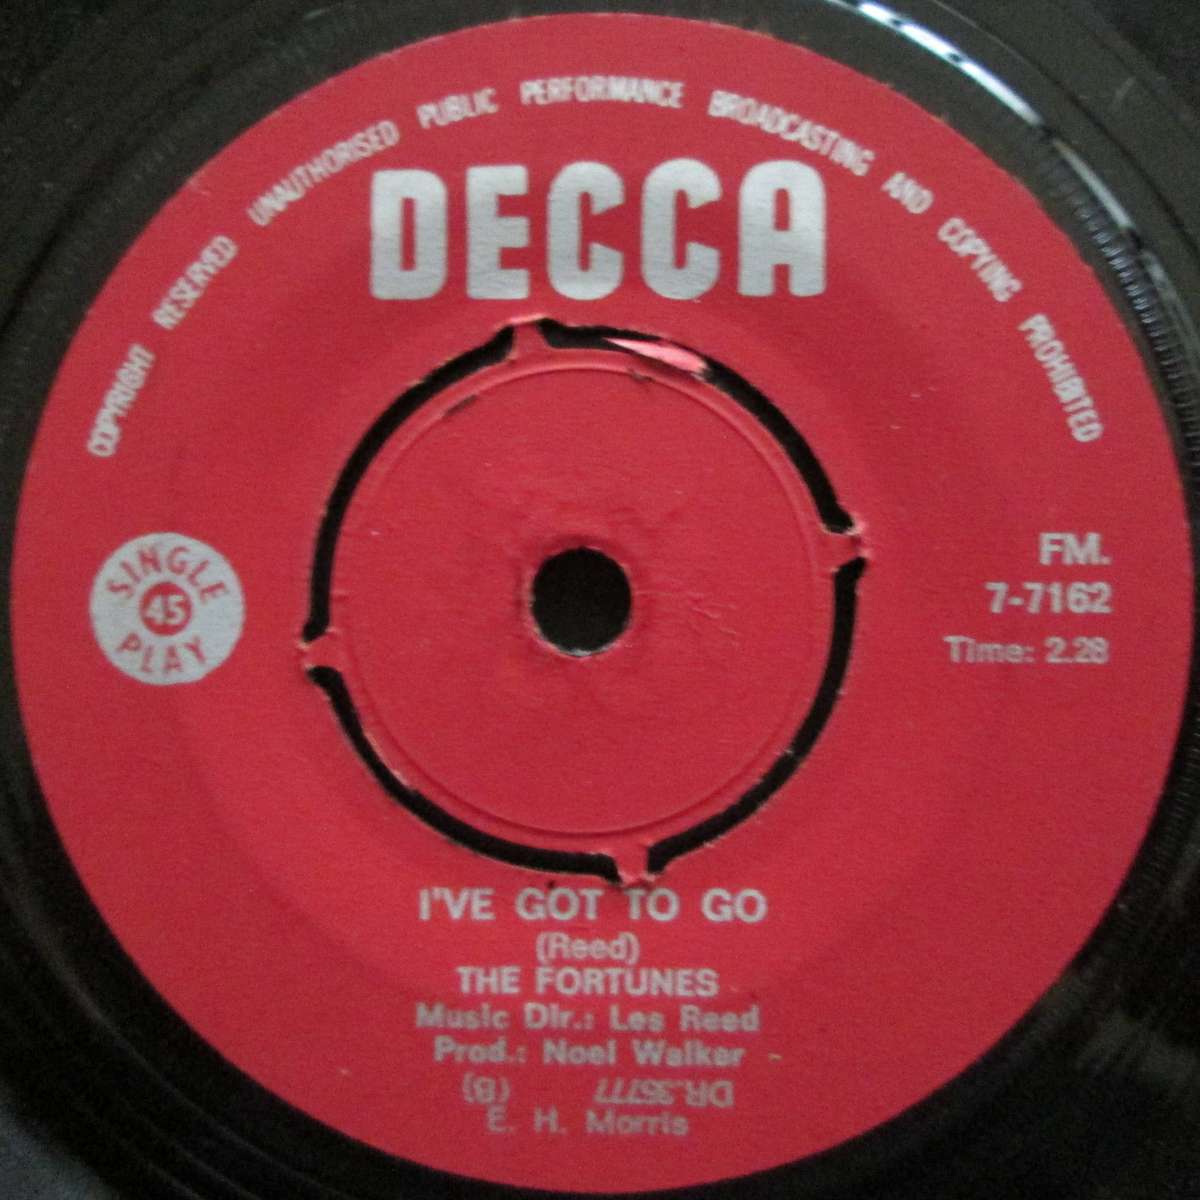 COPYRIGHT RESERVED UNAUTHORISED PUBLIC PERFORMANCE BROADCASTING AND COPYING PROHIBITED
DECCA
SINGLE
45
PLAY
FM.
7-7162
Time: 2.28
I'VE GOT TO GO
(Reed)
THE FORTUNES
Music Dir.: Les Reed
Prod.: Noel Walker
DR.35777 (B)
E. H. Morris